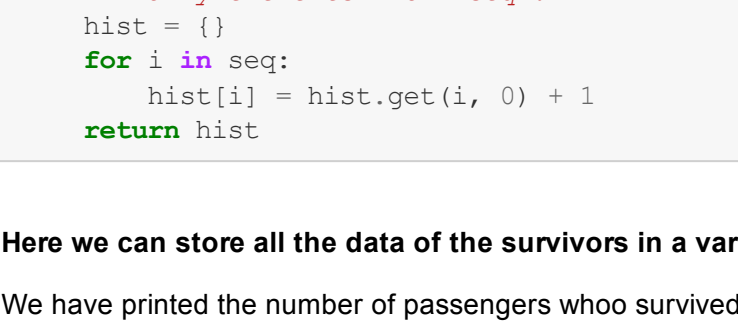 hist = {}
for i in seq:
hist[i] = hist.get(i, 0) + 1
return hist
Here we can store all the data of the survivors in a var
We have printed the number of passengers whoo survived